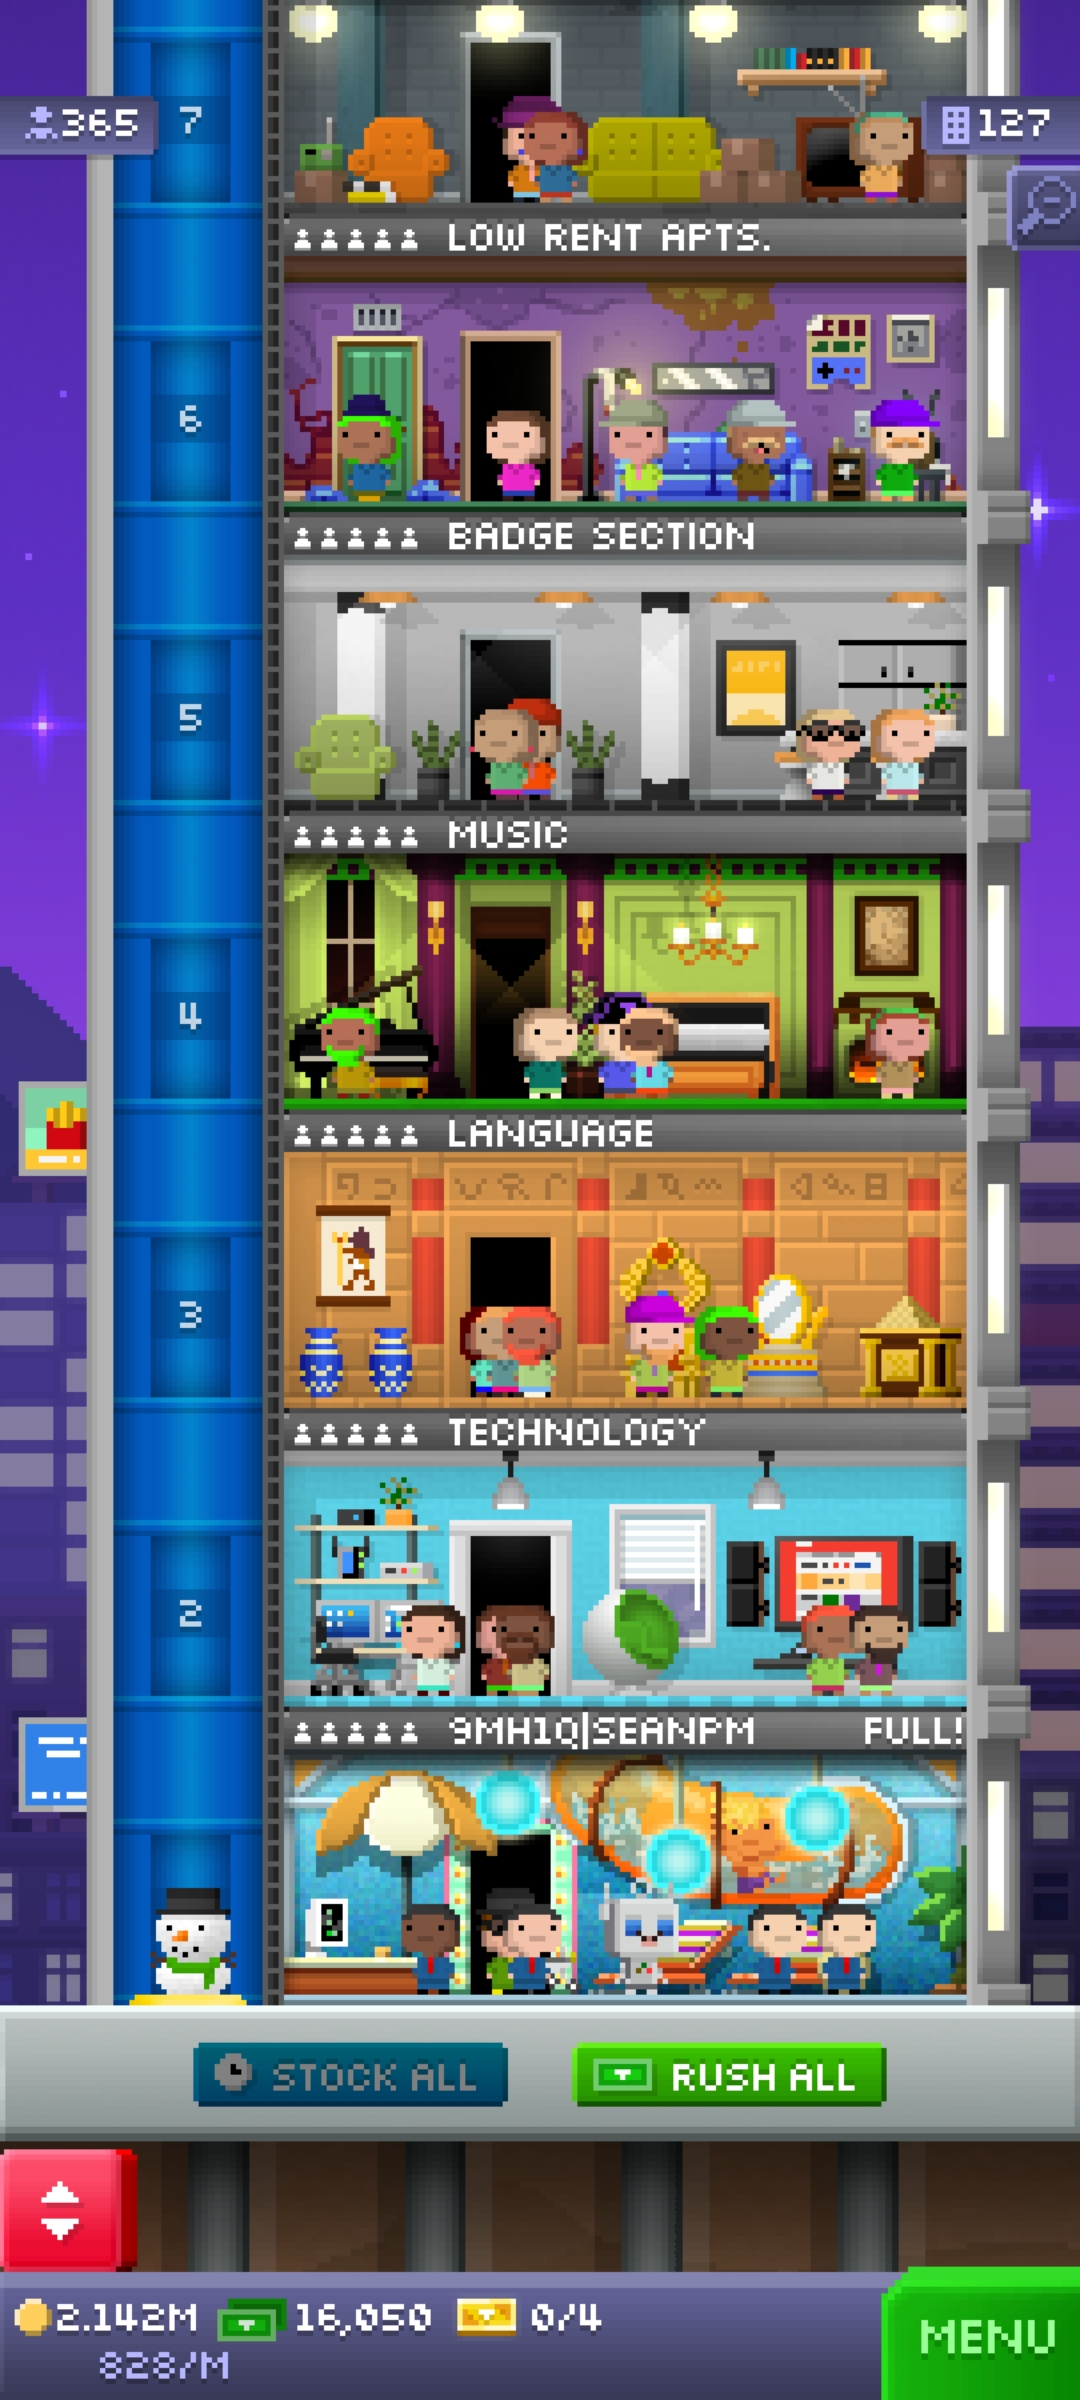 365
7
127
LOW RENT APTS.
6
BADGE SECTION
5
MUSIC
4
LANGUAGE
3
TECHNOLOGY
2
9MH1Q|SEANPM FULL!
STOCK ALL
RUSH ALL
2.142M 16,050 0/4
828/M
MENU